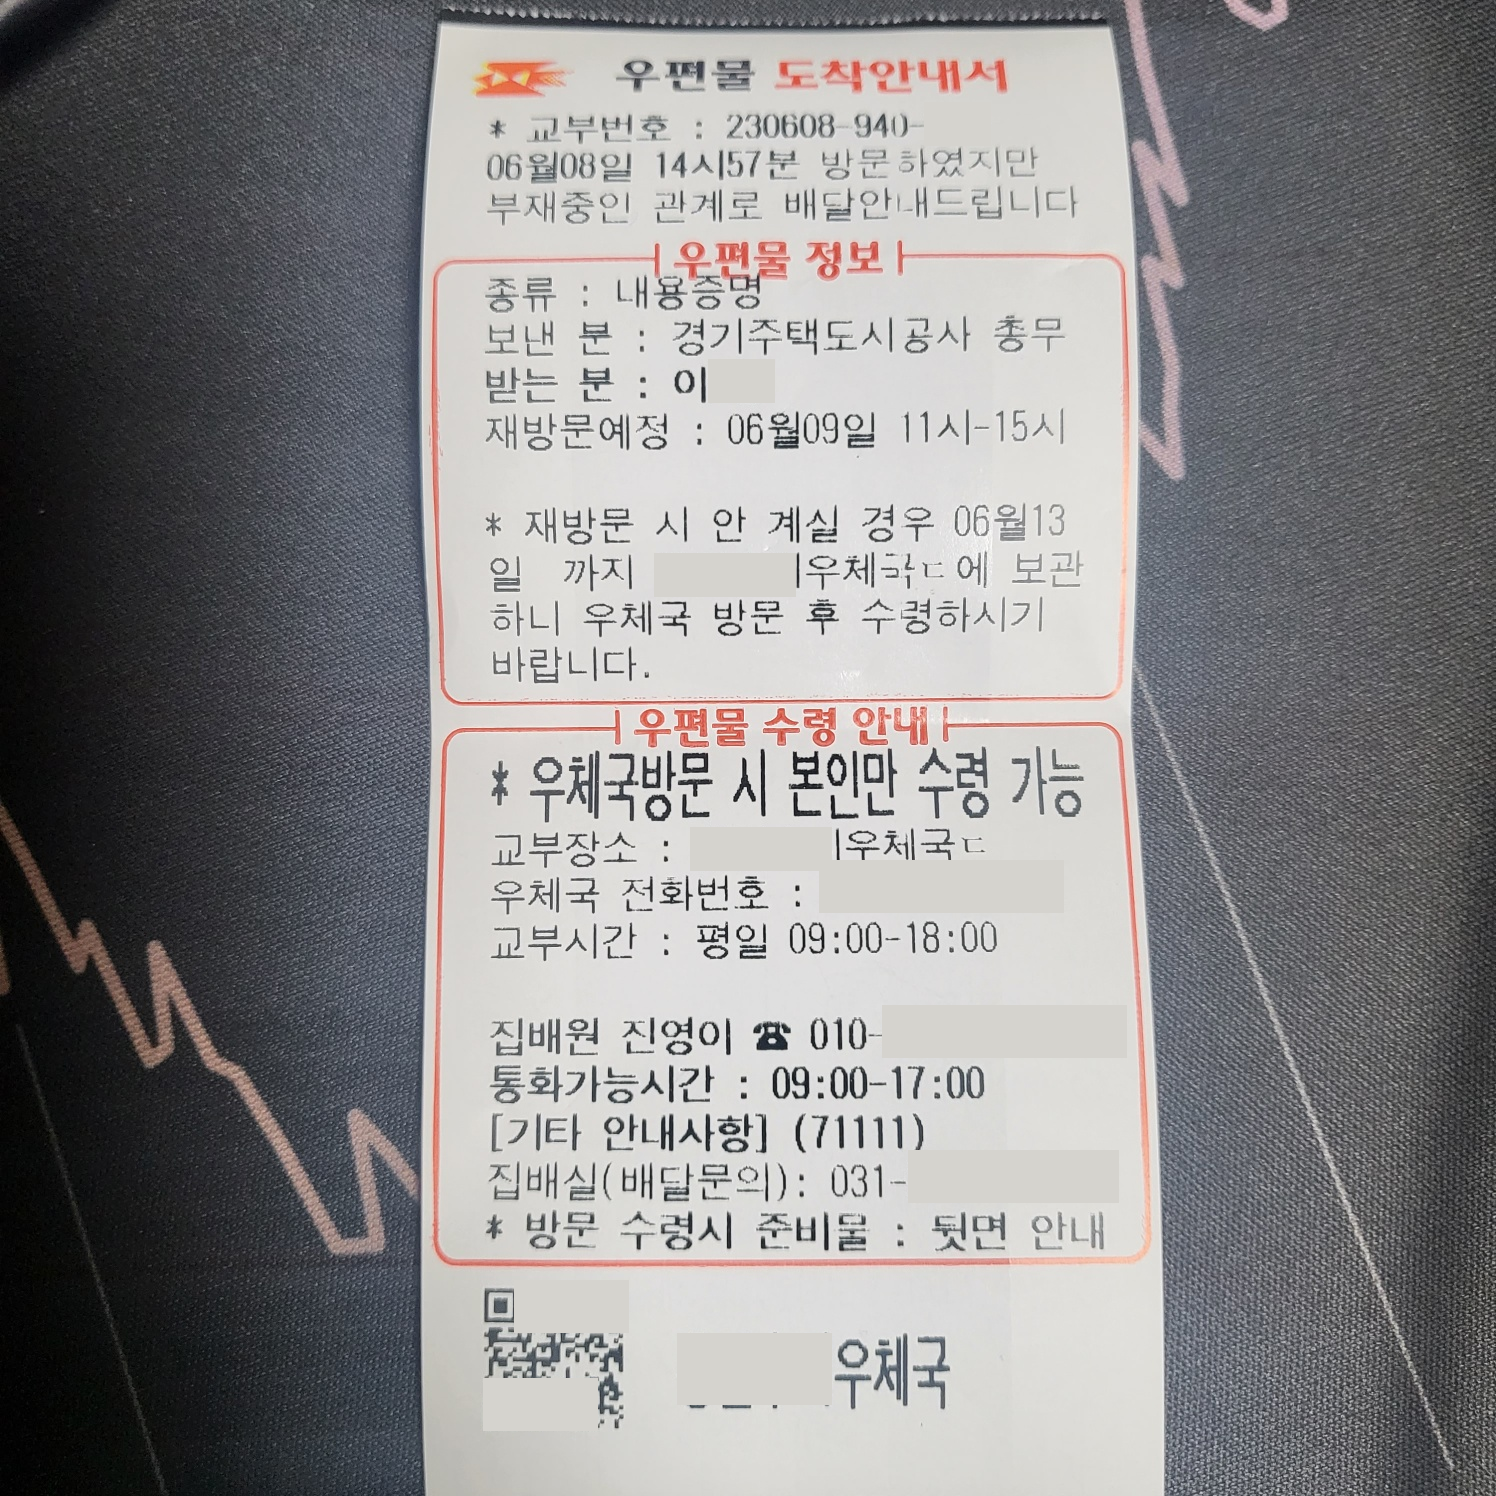 우편물 도착안내서
* 교부번호 : 230608-940-
06월08일 14시57분 방문하였지만
부재중인 관계로 배달안내드립니다
우편물 정보
종류 : 내용증명
보낸 분 : 경기주택도시공사 총무
받는 분 : 이
재방문예정 : 06월09일 11시-15시
* 재방문 시 안 계실 경우 06월13
일 까지 우체국ㄷ에 보관
하니 우체국 방문 후 수령하시기
바랍니다.
우편물 수령 안내
* 우체국방문 시 본인만 수령 가능
교부장소 : 우체국ㄷ
우체국 전화번호 :
교부시간 : 평일 09:00-18:00
집배원 진영이 ☎ 010-
통화가능시간 : 09:00-17:00
[기타 안내사항] (71111)
집배실(배달문의): 031-
* 방문 수령시 준비물 : 뒷면 안내
우체국